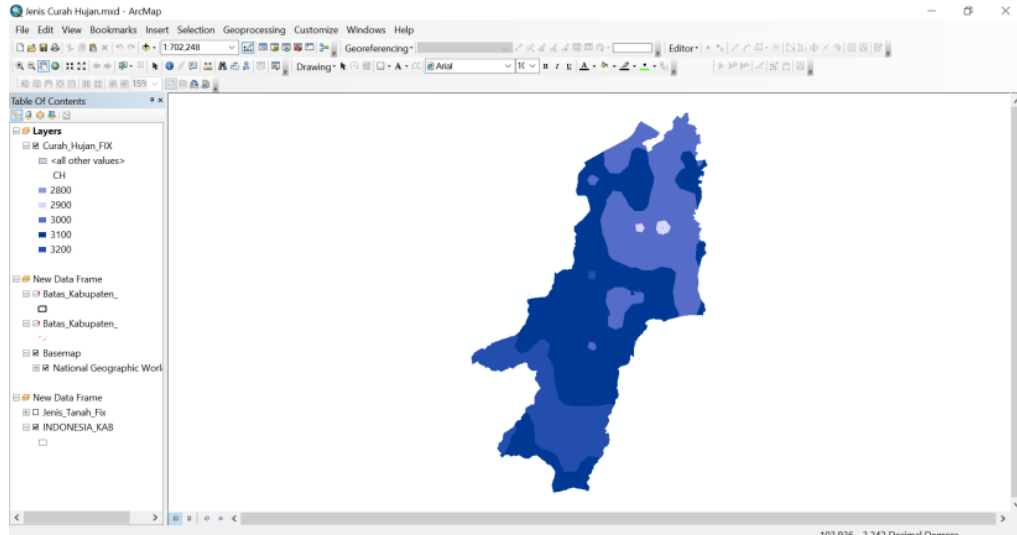 Jenis Curah Hujan.mxd - ArcMap
File Edit View Bookmarks Insert Selection Geoprocessing Customize Windows Help
1:702,248 Georeferencing Editor
Drawing A Arial 10 B I U A
15%
Table Of Contents
Layers
Curah_Hujan_FIX
<all other values>
CH
2800
2900
3000
3100
3200
New Data Frame
Batas_Kabupaten_
Batas_Kabupaten_
Basemap
National Geographic Worl
New Data Frame
Jenis_Tanah_Fix
INDONESIA_KAB
Decimal Degrees